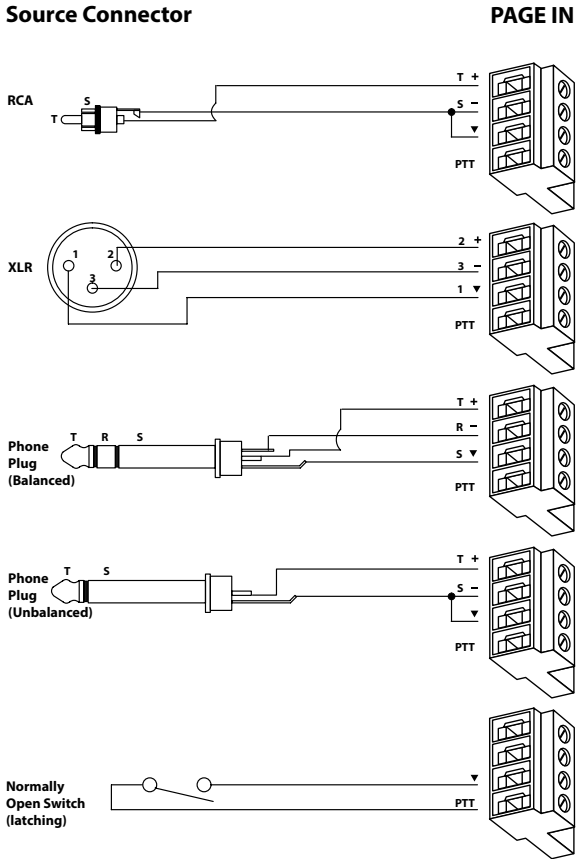 Source Connector PAGE IN
RCA
S
T
T +
S –
▼
PTT
XLR
1
2
3
2 +
3 –
1 ▼
PTT
Phone
Plug
(Balanced)
T R S
T +
R –
S ▼
PTT
Phone
Plug
(Unbalanced)
T S
T +
S –
▼
PTT
Normally
Open Switch
(latching)
▼
PTT